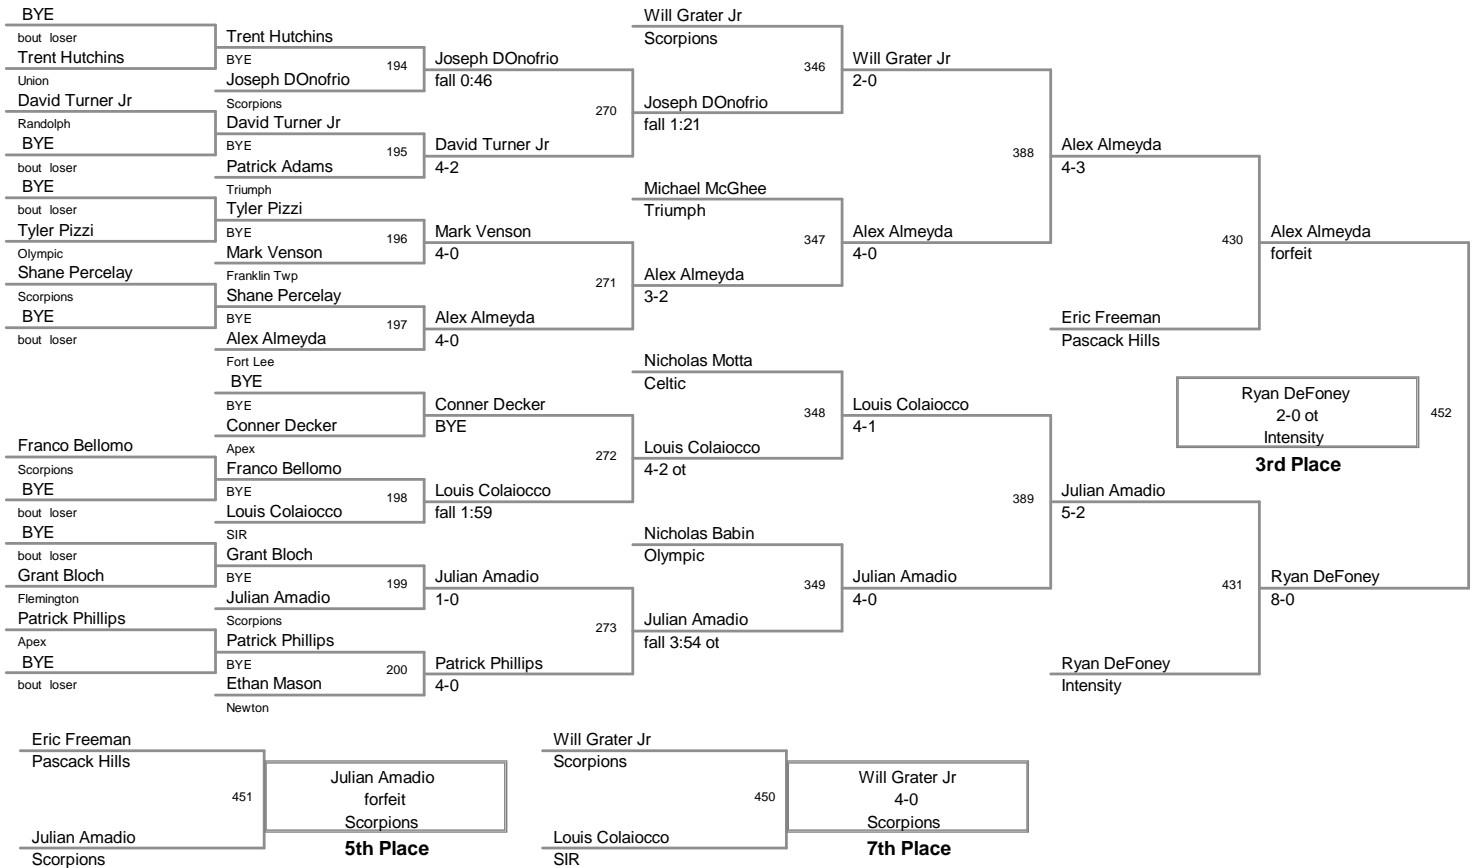 BYE
bout loser
Trent Hutchins
Union
David Turner Jr
Randolph
BYE
bout loser
BYE
bout loser
Tyler Pizzi
Olympic
Shane Percelay
Scorpions
BYE
bout loser
Franco Bellomo
Scorpions
BYE
bout loser
BYE
bout loser
Grant Bloch
Flemington
Patrick Phillips
Apex
BYE
bout loser
Trent Hutchins
BYE
194
Joseph DOnofrio
Scorpions
David Turner Jr
BYE
195
Patrick Adams
Triumph
Tyler Pizzi
BYE
196
Mark Venson
Franklin Twp
Shane Percelay
BYE
197
Alex Almeyda
Fort Lee
BYE
BYE
Conner Decker
Apex
Franco Bellomo
BYE
198
Louis Colaiocco
SIR
Grant Bloch
BYE
199
Julian Amadio
Scorpions
Patrick Phillips
BYE
200
Ethan Mason
Newton
Joseph DOnofrio
fall 0:46
270
David Turner Jr
4-2
Mark Venson
4-0
271
Alex Almeyda
4-0
Conner Decker
BYE
272
Louis Colaiocco
fall 1:59
Julian Amadio
1-0
273
Patrick Phillips
4-0
Will Grater Jr
Scorpions
346
Joseph DOnofrio
fall 1:21
Michael McGhee
Triumph
347
Alex Almeyda
3-2
Nicholas Motta
Celtic
348
Louis Colaiocco
4-2 ot
Nicholas Babin
Olympic
349
Julian Amadio
fall 3:54 ot
Will Grater Jr
2-0
388
Alex Almeyda
4-0
Louis Colaiocco
4-1
389
Julian Amadio
4-0
Alex Almeyda
4-3
430
Eric Freeman
Pascack Hills
Julian Amadio
5-2
431
Ryan DeFoney
Intensity
Alex Almeyda
forfeit
Ryan DeFoney
2-0 ot
Intensity
452
3rd Place
Ryan DeFoney
8-0
Eric Freeman
Pascack Hills
451
Julian Amadio
Scorpions
Julian Amadio
forfeit
Scorpions
5th Place
Will Grater Jr
Scorpions
450
Louis Colaiocco
SIR
Will Grater Jr
4-0
Scorpions
7th Place